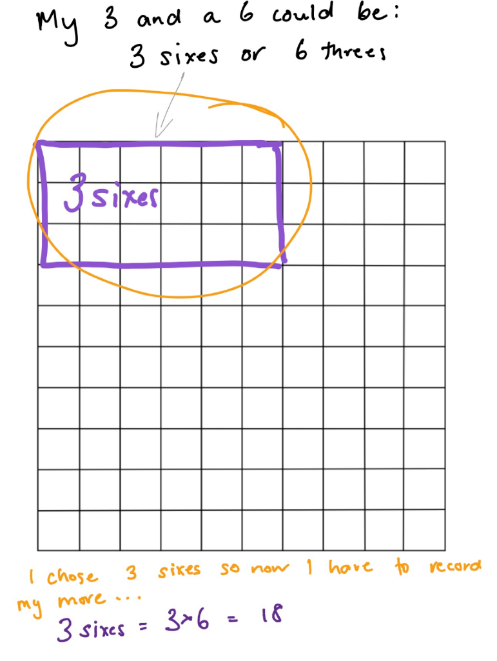 My 3 and a 6 could be:
3 sixes or 6 threes
3 sixes
I chose 3 sixes so now I have to record
my more ...
3 sixes = 3×6 = 18